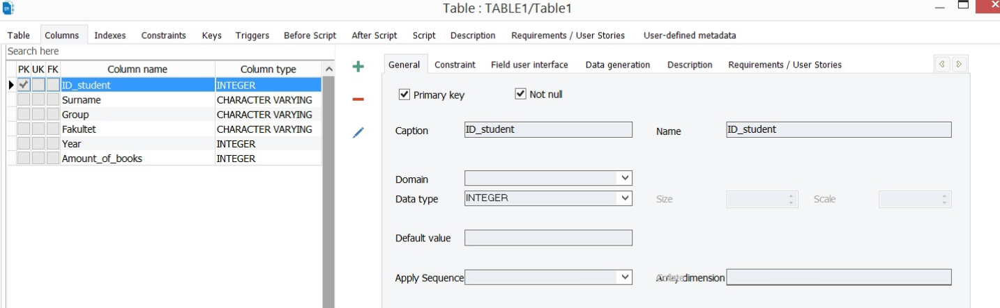 Table : TABLE1/Table1
Table Columns Indexes Constraints Keys Triggers Before Script After Script Script Description Requirements / User Stories User-defined metadata
Search here
PK UK FK Column name Column type
ID_student INTEGER
Surname CHARACTER VARYING
Group CHARACTER VARYING
Fakultet CHARACTER VARYING
Year INTEGER
Amount_of_books INTEGER
General Constraint Field user interface Data generation Description Requirements / User Stories
Primary key Not null
Caption ID_student Name ID_student
Domain
Data type INTEGER Size Scale
Default value
Apply Sequence dimension